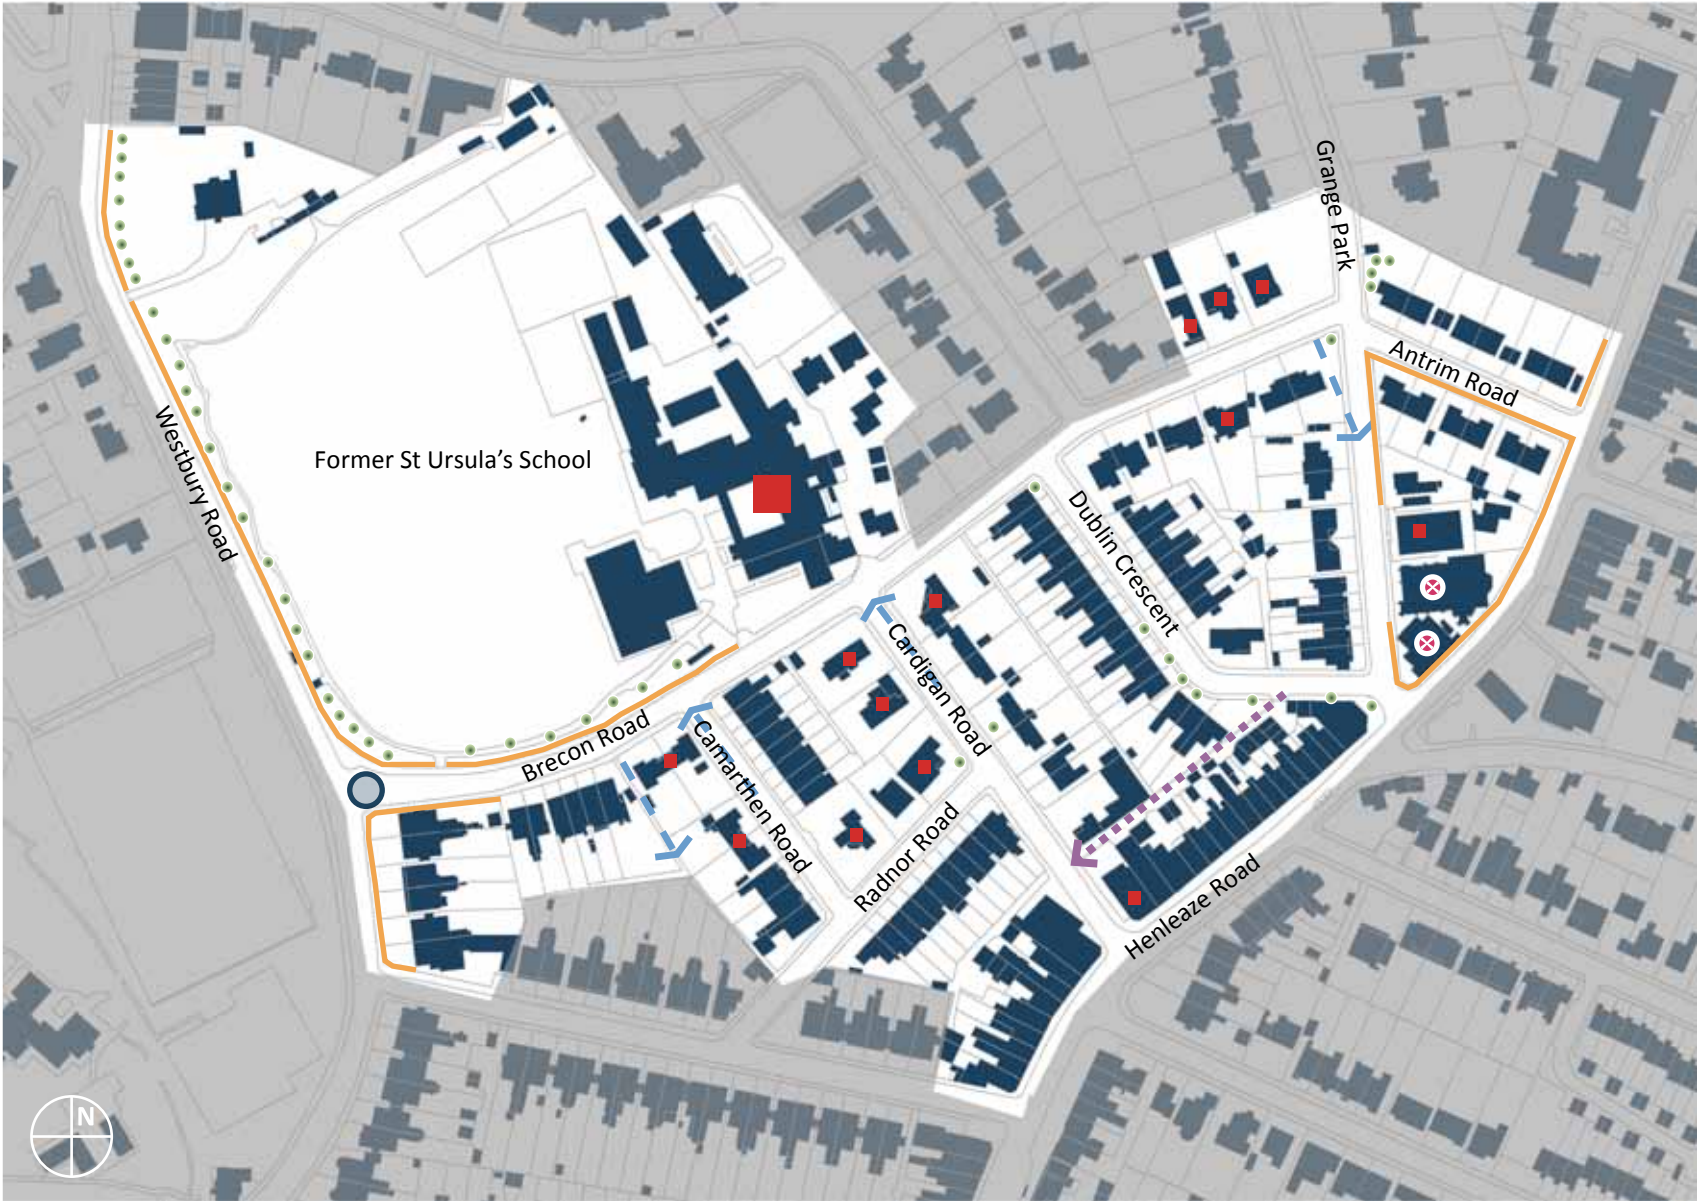 Grange Park
Antrim Road
Westbury Road
Former St Ursula's School
Dublin Crescent
Cardigan Road
Brecon Road
Camarthen Road
Radnor Road
Henleaze Road
N